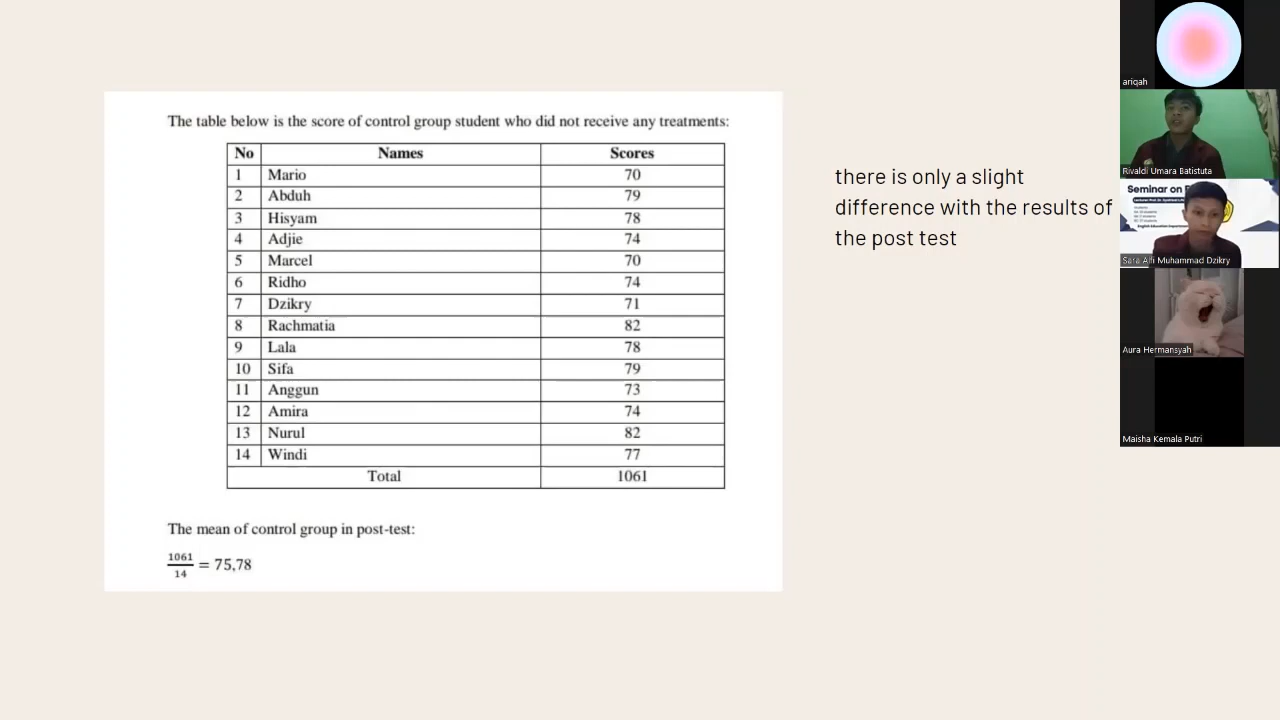 The table below is the score of control group student who did not receive any treatments:
No Names Scores
1 Mario 70
2 Abduh 79
3 Hisyam 78
4 Adjie 74
5 Marcel 70
6 Ridho 74
7 Dzikry 71
8 Rachmatia 82
9 Lala 78
10 Sifa 79
11 Anggun 73
12 Amira 74
13 Nurul 82
14 Windi 77
Total 1061
The mean of control group in post-test:
1061
14
= 75,78
there is only a slight
difference with the results of
the post test
ariqah
Rivaldi Umara Batistuta
Seminar on
Sara Alfi Muhammad Dzikry
Aura Hermansyah
Maisha Kemala Putri